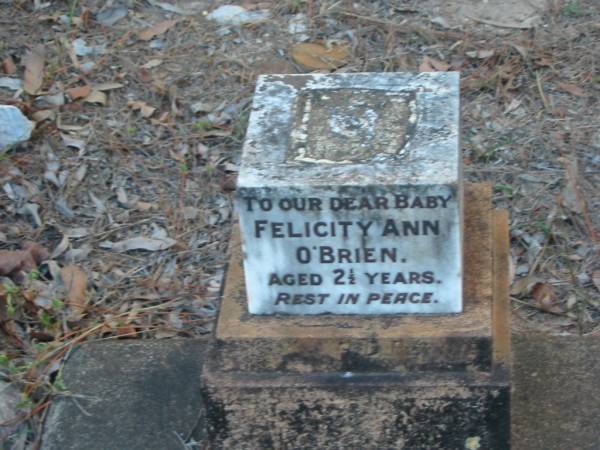 TO OUR DEAR BABY
FELICITY ANN
O'BRIEN.
AGED 2½ YEARS.
REST IN PEACE.